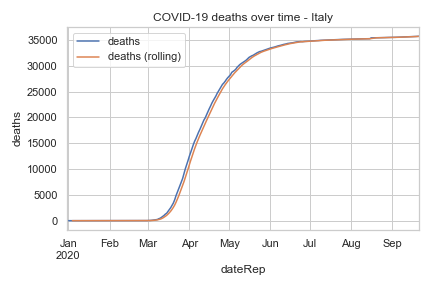 COVID-19 deaths over time - Italy
deaths
deaths (rolling)
35000
30000
25000
20000
15000
10000
5000
0
deaths
Jan Feb Mar Apr May Jun Jul Aug Sep
2020
dateRep